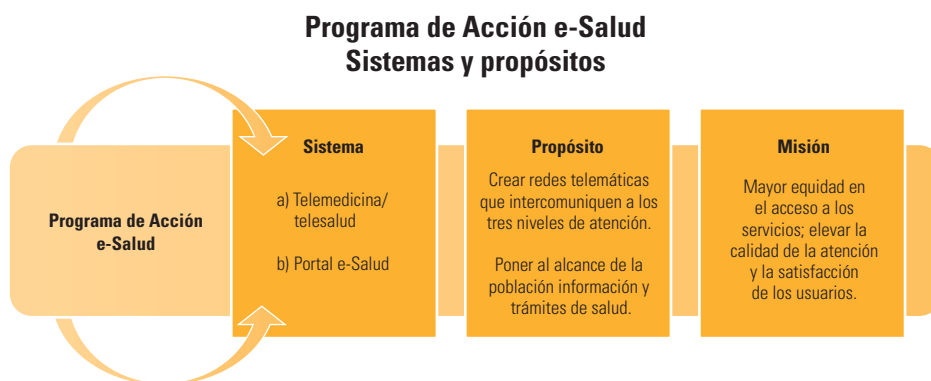 Programa de Acción e-Salud
Sistemas y propósitos
Programa de Acción
e-Salud
Sistema
a) Telemedicina/
telesalud
b) Portal e-Salud
Propósito
Crear redes telemáticas
que intercomuniquen a los
tres niveles de atención.
Poner al alcance de la
población información y
trámites de salud.
Misión
Mayor equidad en
el acceso a los
servicios; elevar la
calidad de la atención
y la satisfacción
de los usuarios.